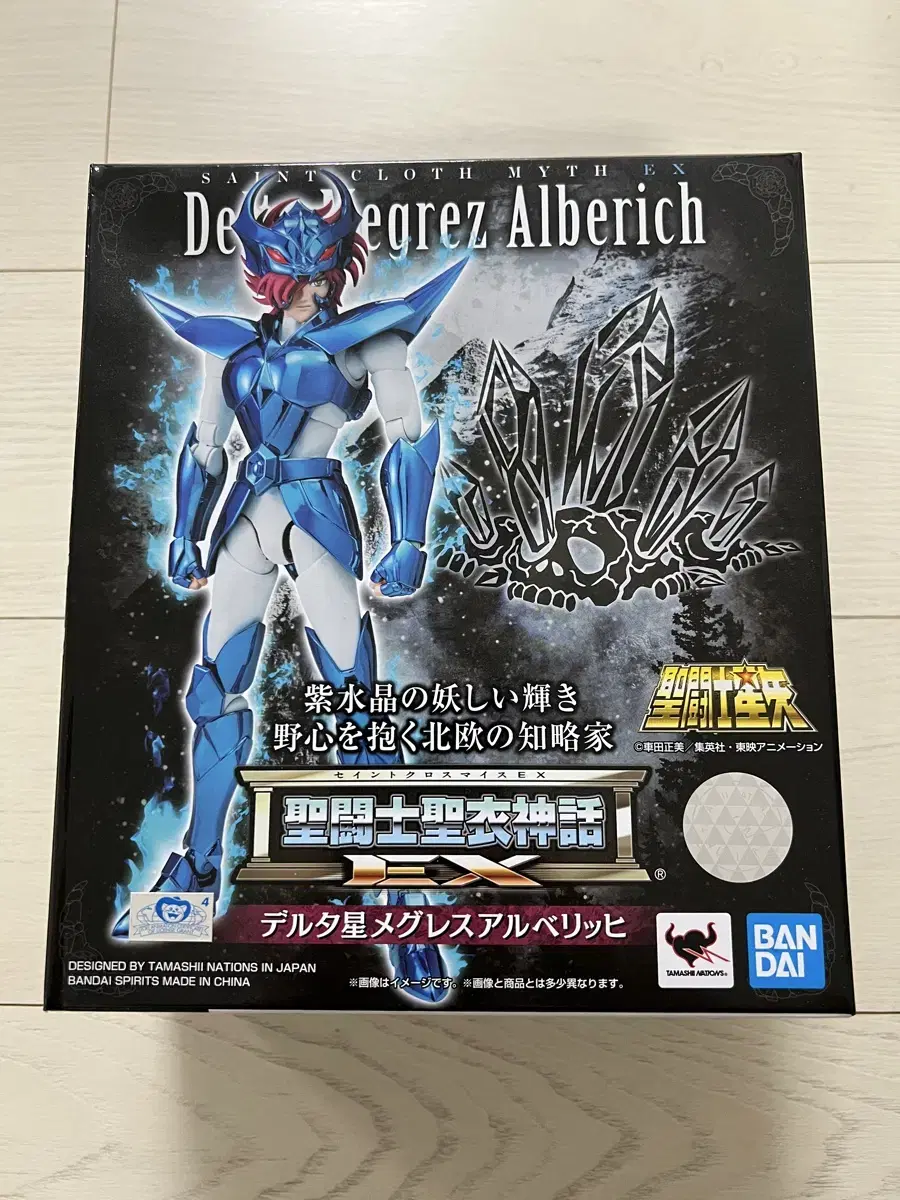 SAINT CLOTH MYTH EX
De egrez Alberich
紫水晶の妖しい輝き
野心を抱く北欧の知略家
聖闘士星矢
©車田正美/集英社・東映アニメーション
セイントクロスマイスEX
聖闘士聖衣神話
EX®
デルタ星メグレスアルベリッヒ
4
DESIGNED BY TAMASHII NATIONS IN JAPAN
BANDAI SPIRITS MADE IN CHINA
※画像はイメージです。※画像と商品とは多少異なります。
TAMASHII NATIONS®
BAN
DAI